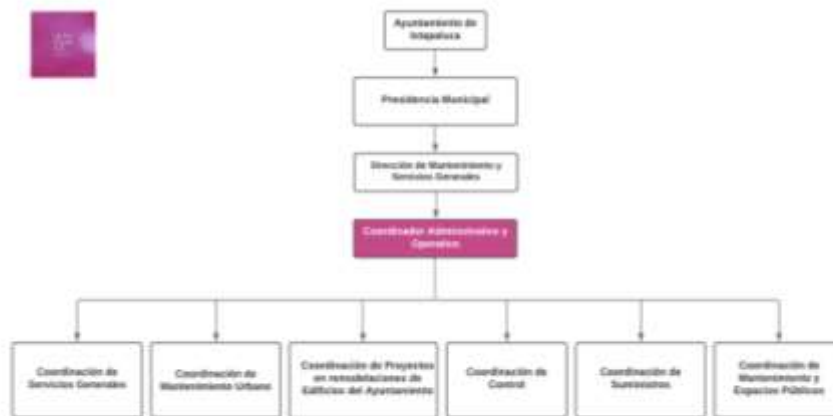 Ayuntamiento de
Ixtapaluca
Presidencia Municipal
Dirección de Mantenimiento y
Servicios Generales
Coordinador Administrativo y
Operativo
Coordinación de
Servicios Generales
Coordinación de
Mantenimiento Urbano
Coordinación de Proyectos
en remodelaciones de
Edificios del Ayuntamiento
Coordinación de
Control
Coordinación de
Suministros
Coordinación de
Mantenimiento y
Espacios Públicos